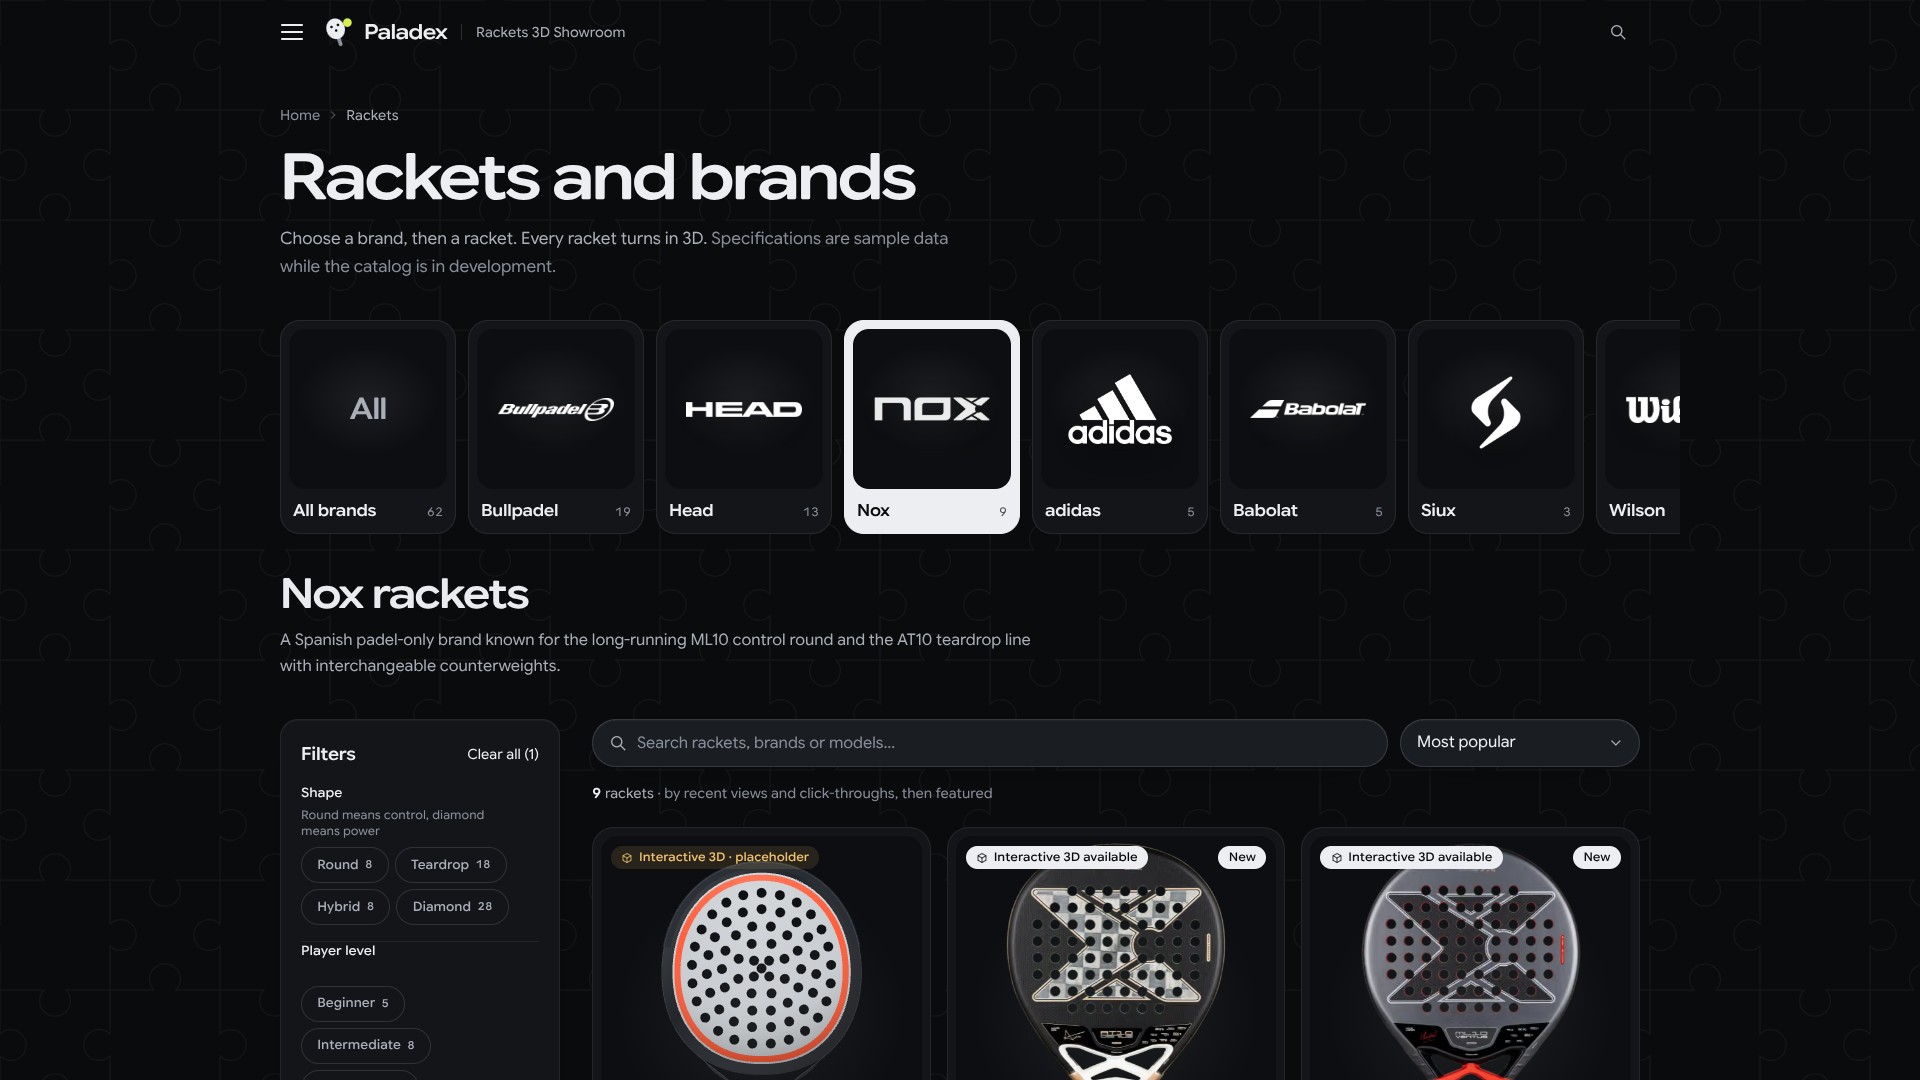 Paladex
Rackets 3D Showroom
Home
Rackets
Rackets and brands
Choose a brand, then a racket. Every racket turns in 3D. Specifications are sample data
while the catalog is in development.
All
All brands 62
Bullpadel
Bullpadel 19
HEAD
Head 13
nox
Nox 9
adidas
adidas 5
BabolaT
Babolat 5
Siux 3
Wilson
Nox rackets
A Spanish padel-only brand known for the long-running ML10 control round and the AT10 teardrop line
with interchangeable counterweights.
Filters
Clear all (1)
Shape
Round means control, diamond
means power
Round 8
Teardrop 18
Hybrid 8
Diamond 28
Player level
Beginner 5
Intermediate 8
Search rackets, brands or models...
Most popular
9 rackets · by recent views and click-throughs, then featured
Interactive 3D · placeholder
Interactive 3D available
New
AT10
Interactive 3D available
New
ML10
VENTUS